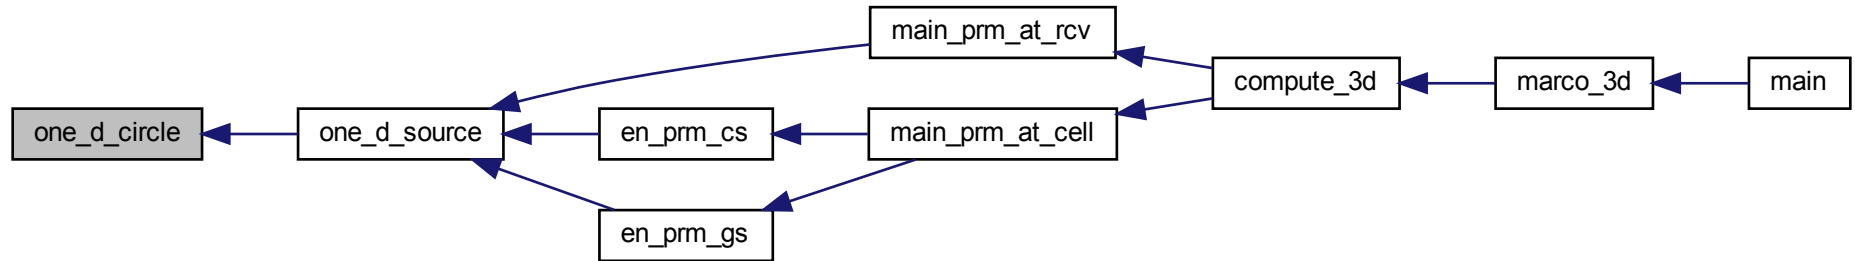 one_d_circle
one_d_source
main_prm_at_rcv
en_prm_cs
en_prm_gs
main_prm_at_cell
compute_3d
marco_3d
main